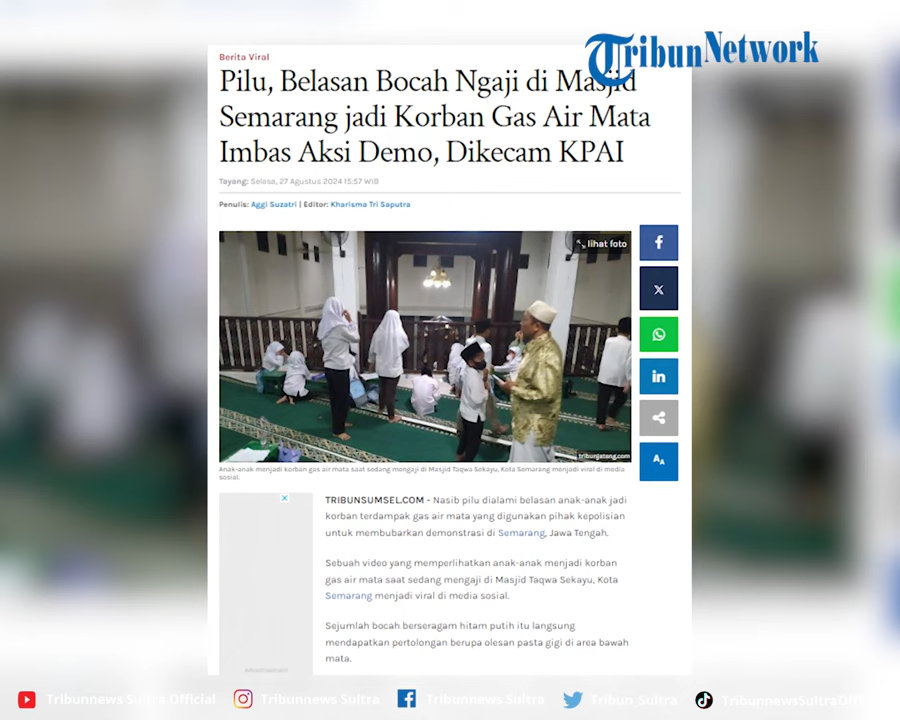 Tribun Network
Berita Viral
Pilu, Belasan Bocah Ngaji di Masjid
Semarang jadi Korban Gas Air Mata
Imbas Aksi Demo, Dikecam KPAI
Tayang: Selasa, 27 Agustus 2024 15:57 WIB
Penulis: Aggi Suzatri | Editor: Kharisma Tri Saputra
lihat foto
tribunjateng.com
Anak-anak menjadi korban gas air mata saat sedang mengaji di Masjid Taqwa Sekayu, Kota Semarang menjadi viral di media
sosial.
TRIBUNSUMSEL.COM - Nasib pilu dialami belasan anak-anak jadi
korban terdampak gas air mata yang digunakan pihak kepolisian
untuk membubarkan demonstrasi di Semarang, Jawa Tengah.
Sebuah video yang memperlihatkan anak-anak menjadi korban
gas air mata saat sedang mengaji di Masjid Taqwa Sekayu, Kota
Semarang menjadi viral di media sosial.
Sejumlah bocah berseragam hitam putih itu langsung
mendapatkan pertolongan berupa olesan pasta gigi di area bawah
mata.
Advertisement
Tribunnews Sultra Official
Tribunnews Sultra
Tribunnews Sultra
Tribun_Sultra